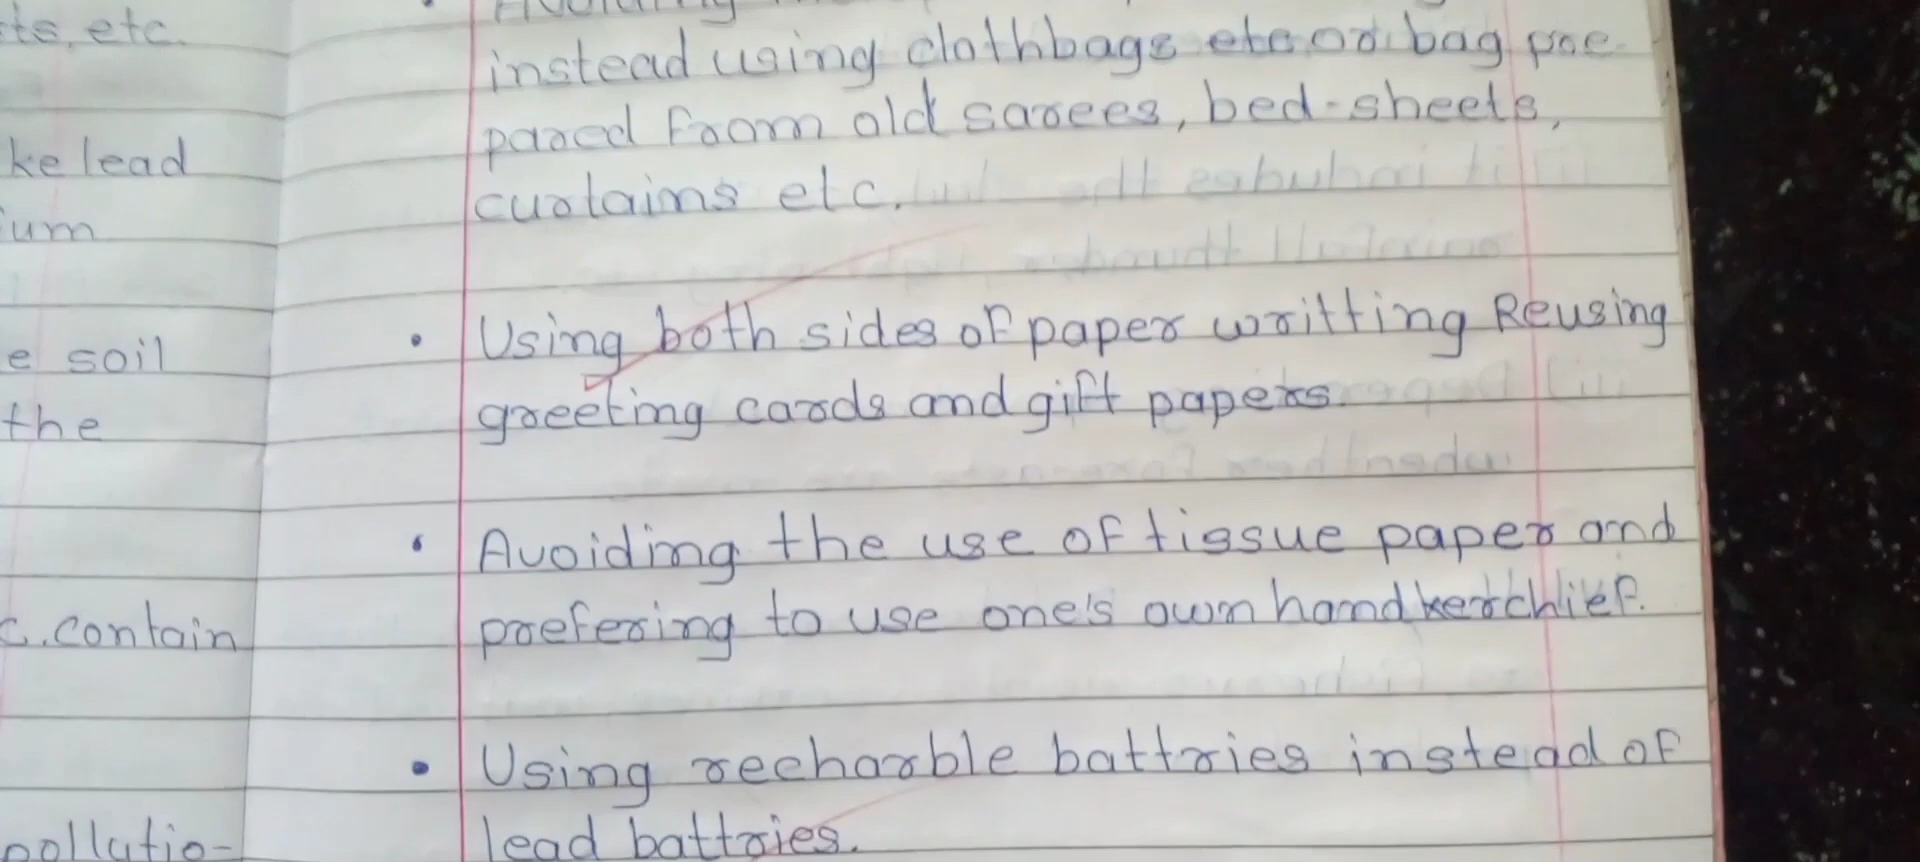 ts, etc.
ke lead
um
e soil
the
c. contain
pollutio-
Avoiding
instead using clothbags etc or bag pre
pared from old sarees, bed-sheets,
curtains etc.
• Using both sides of paper writting Reusing
greeting cards and gift papers.
• Avoiding the use of tissue paper and
prefering to use one's own handkerchief.
• Using recharble battries instead of
lead battries.